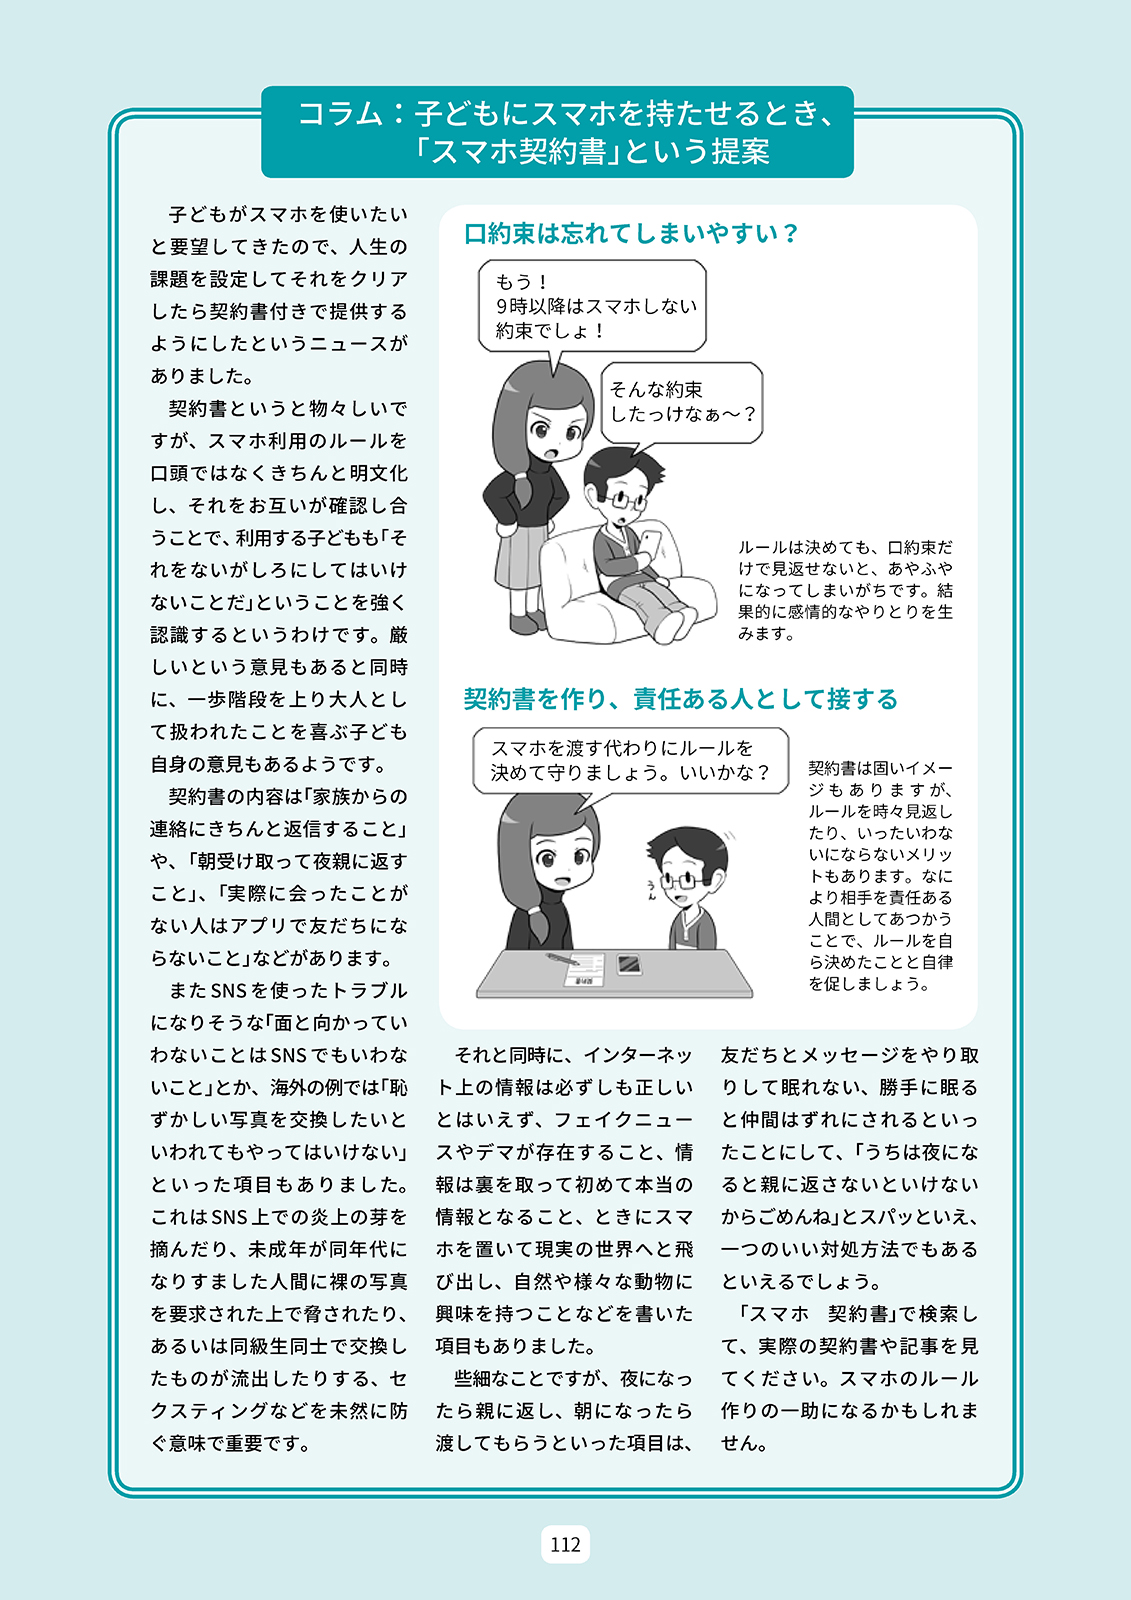 コラム：子どもにスマホを持たせるとき、
「スマホ契約書」という提案
子どもがスマホを使いたい
と要望してきたので、人生の
課題を設定してそれをクリア
したら契約書付きで提供する
ようにしたというニュースが
ありました。
契約書というと物々しいで
すが、スマホ利用のルールを
口頭ではなくきちんと明文化
し、それをお互いが確認し合
うことで、利用する子どもも「そ
れをないがしろにしてはいけ
ないことだ」ということを強く
認識するというわけです。厳
しいという意見もあると同時
に、一歩階段を上り大人とし
て扱われたことを喜ぶ子ども
自身の意見もあるようです。
契約書の内容は「家族からの
連絡にきちんと返信すること」
や、「朝受け取って夜親に返す
こと」、「実際に会ったことが
ない人はアプリで友だちにな
らないこと」などがあります。
またSNSを使ったトラブル
になりそうな「面と向かってい
わないことはSNSでもいわな
いこと」とか、海外の例では「恥
ずかしい写真を交換したいと
いわれてもやってはいけない」
といった項目もありました。
これはSNS上での炎上の芽を
摘んだり、未成年が同年代に
なりすました人間に裸の写真
を要求された上で脅されたり、
あるいは同級生同士で交換し
たものが流出したりする、セ
クスティングなどを未然に防
ぐ意味で重要です。
口約束は忘れてしまいやすい？
もう！
9時以降はスマホしない
約束でしょ！
そんな約束
したっけなぁ～？
ルールは決めても、口約束だ
けで見返せないと、あやふや
になってしまいがちです。結
果的に感情的なやりとりを生
みます。
契約書を作り、責任ある人として接する
スマホを渡す代わりにルールを
決めて守りましょう。いいかな？
うん
契約書は固いイメー
ジもありますが、
ルールを時々見返し
たり、いったいわな
いにならないメリッ
トもあります。なに
より相手を責任ある
人間としてあつかう
ことで、ルールを自
ら決めたことと自律
を促しましょう。
それと同時に、インターネッ
ト上の情報は必ずしも正しい
とはいえず、フェイクニュー
スやデマが存在すること、情
報は裏を取って初めて本当の
情報となること、ときにスマ
ホを置いて現実の世界へと飛
び出し、自然や様々な動物に
興味を持つことなどを書いた
項目もありました。
些細なことですが、夜になっ
たら親に返し、朝になったら
渡してもらうといった項目は、
友だちとメッセージをやり取
りして眠れない、勝手に眠る
と仲間はずれにされるといっ
たことにして、「うちは夜にな
ると親に返さないといけない
からごめんね」とスパッといえ、
一つのいい対処方法でもある
といえるでしょう。
「スマホ　契約書」で検索し
て、実際の契約書や記事を見
てください。スマホのルール
作りの一助になるかもしれま
せん。
112